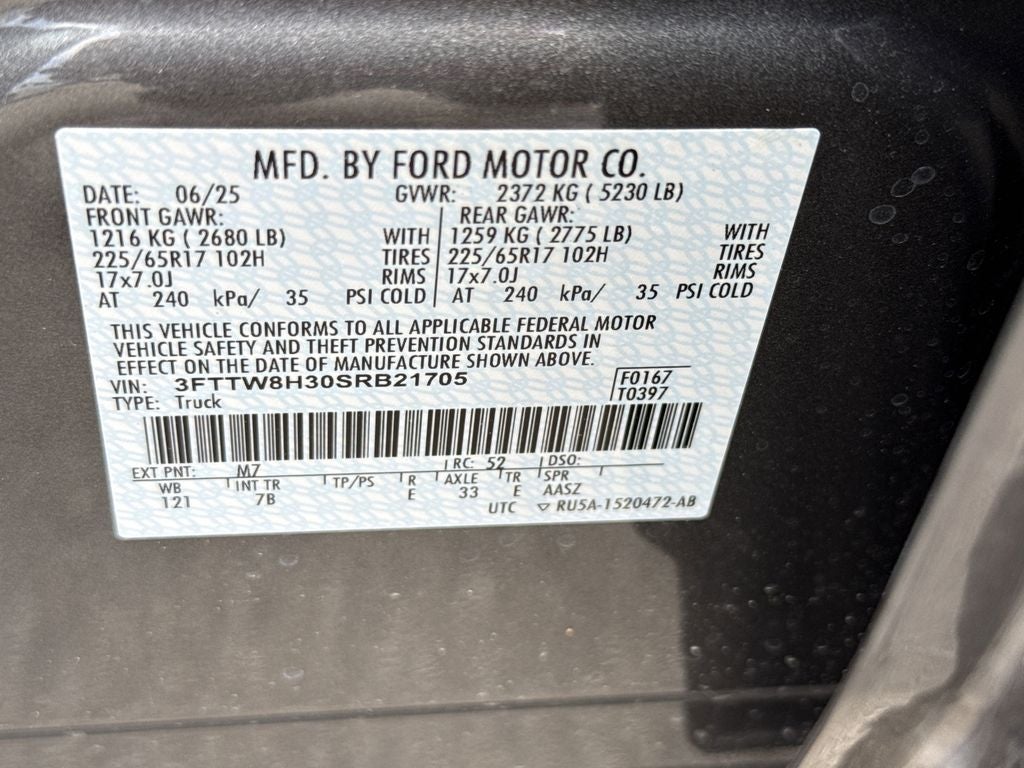 MFD. BY FORD MOTOR CO.
DATE: 06/25 GVWR: 2372 KG ( 5230 LB)
FRONT GAWR: REAR GAWR:
1216 KG ( 2680 LB) WITH 1259 KG ( 2775 LB) WITH
225/65R17 102H TIRES 225/65R17 102H TIRES
17x7.0J RIMS 17x7.0J RIMS
AT 240 kPa/ 35 PSI COLD AT 240 kPa/ 35 PSI COLD
THIS VEHICLE CONFORMS TO ALL APPLICABLE FEDERAL MOTOR
VEHICLE SAFETY AND THEFT PREVENTION STANDARDS IN
EFFECT ON THE DATE OF MANUFACTURE SHOWN ABOVE.
VIN: 3FTTW8H30SRB21705 F0167
TYPE: Truck T0397
EXT PNT: M7 RC: 52 DSO:
WB INT TR TP/PS R AXLE TR SPR
121 7B E 33 E AASZ
UTC ▽ RU5A-1520472-AB